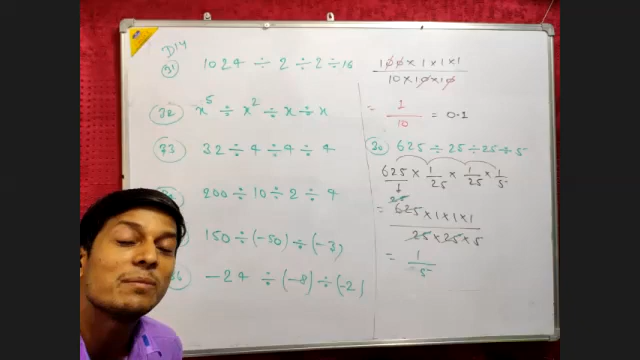 D14
31) 1024 ÷ 2 ÷ 2 ÷ 16
32) x⁵ ÷ x² ÷ x ÷ x
33) 32 ÷ 4 ÷ 4 ÷ 4
200 ÷ 10 ÷ 2 ÷ 4
150 ÷ (-50) ÷ (-3)
36 -24 ÷ (-8) ÷ (-2)
100 × 1 × 1 × 1
10 × 10 × 10
= 1
10 = 0.1
30) 625 ÷ 25 ÷ 25 ÷ 5
625 × 1 × 1 × 1
25 25 5
25
= 625 × 1 × 1 × 1
25 × 25 × 5
= 1
5